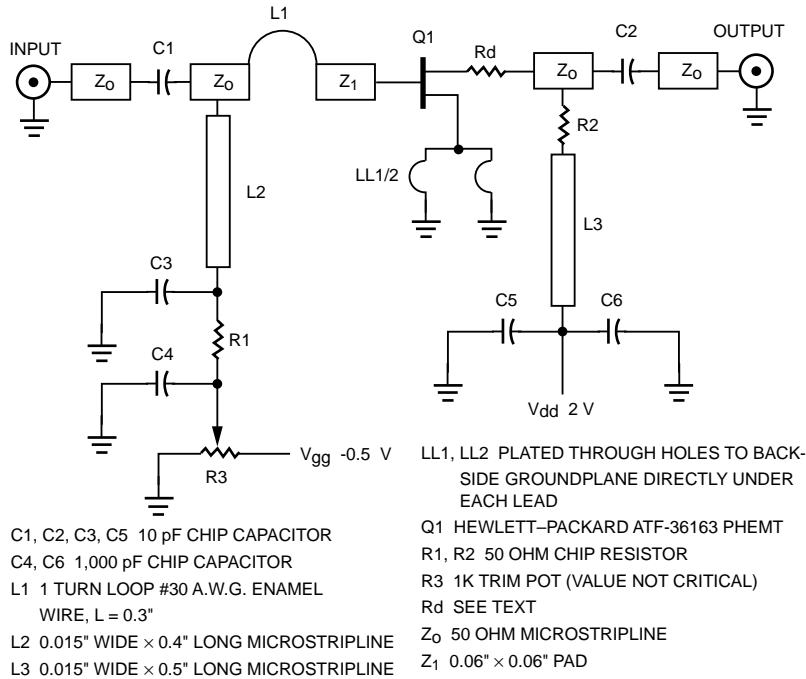 L1
INPUT
C1
Q1
Rd
C2
OUTPUT
Zo
Zo
Z1
Zo
Zo
R2
L2
LL1/2
L3
C3
C5
C6
R1
C4
Vdd 2 V
Vgg -0.5 V
R3
C1, C2, C3, C5 10 pF CHIP CAPACITOR
C4, C6 1,000 pF CHIP CAPACITOR
L1 1 TURN LOOP #30 A.W.G. ENAMEL
WIRE, L = 0.3"
L2 0.015" WIDE × 0.4" LONG MICROSTRIPLINE
L3 0.015" WIDE × 0.5" LONG MICROSTRIPLINE
LL1, LL2 PLATED THROUGH HOLES TO BACK-
SIDE GROUNDPLANE DIRECTLY UNDER
EACH LEAD
Q1 HEWLETT–PACKARD ATF-36163 PHEMT
R1, R2 50 OHM CHIP RESISTOR
R3 1K TRIM POT (VALUE NOT CRITICAL)
Rd SEE TEXT
Zo 50 OHM MICROSTRIPLINE
Z1 0.06" × 0.06" PAD